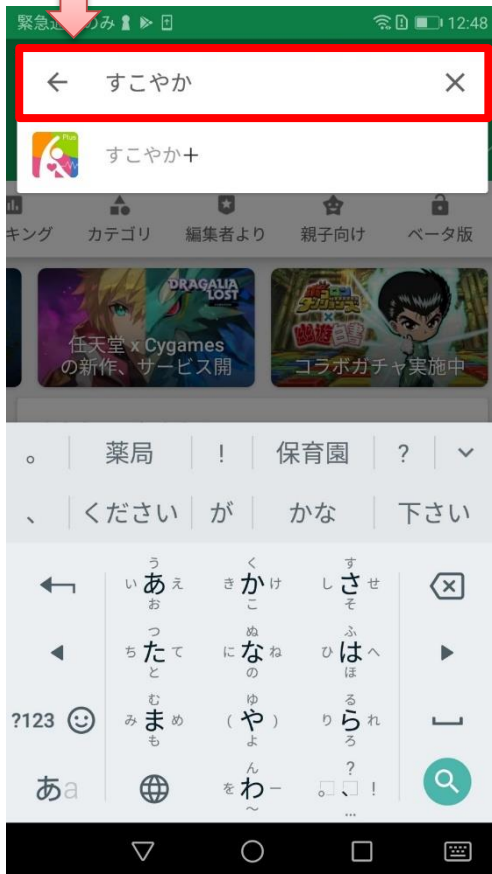 緊急通 のみ 12:48
すこやか
Plus
すこやか+
キング カテゴリ 編集者より 親子向け ベータ版
DRAGALIA
LOST
任天堂 x Cygames
の新作、サービス開
コラボガチャ実施中
。 薬局 ! 保育園 ?
、 ください が かな 下さい
う く す
い あ え き か け し さ せ
お こ そ
つ ぬ ふ
ち た て に な ね ひ は へ
と の ほ
む ゆ る
?123 み ま め ( や ) り ら れ
も よ ろ
ん ?
あa を わ ー 。 、 !
〜 ...